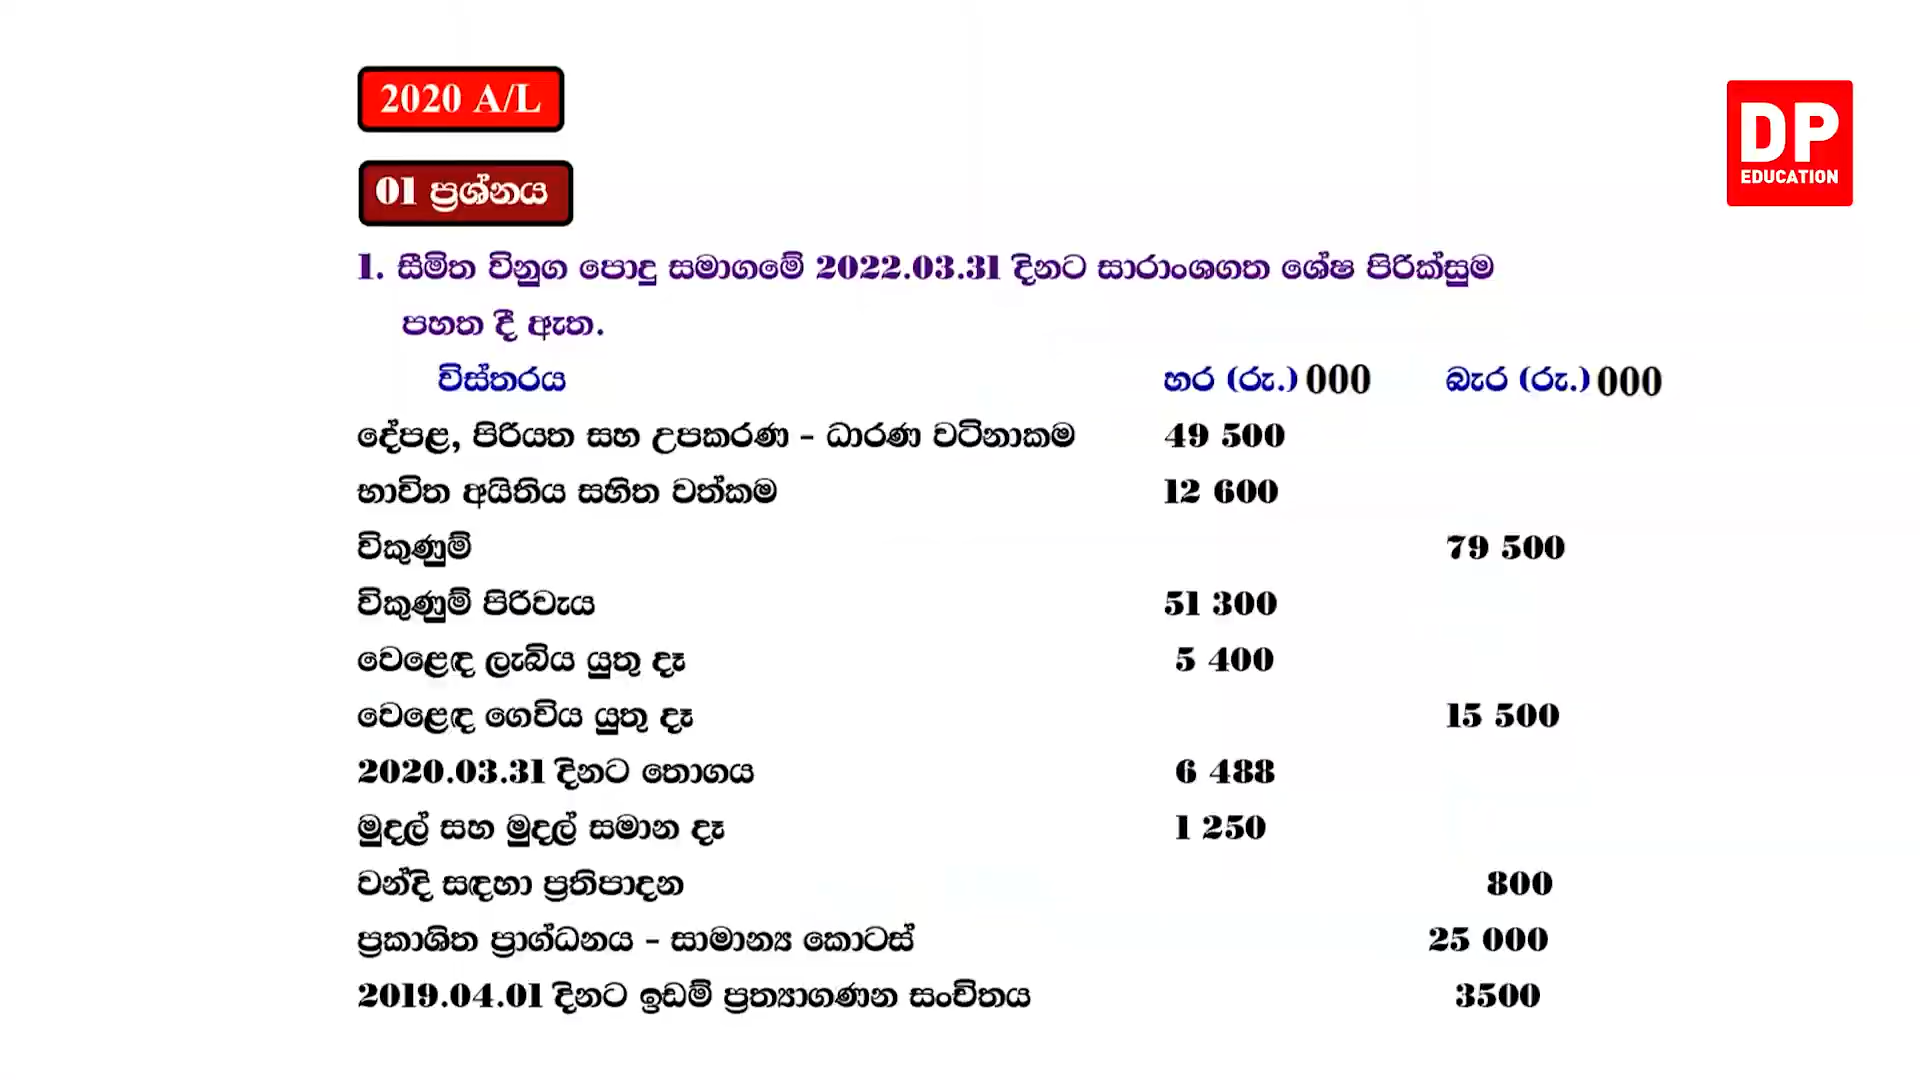 2020 A/L
DP
EDUCATION
01 ප්‍රශ්නය
1. සීමිත විනුග පොදු සමාගමේ 2022.03.31 දිනට සාරාංශගත ශේෂ පිරික්සුම
පහත දී ඇත.
විස්තරය හර (රු.) 000 බැර (රු.) 000
දේපළ, පිරියත සහ උපකරණ - ධාරණ වටිනාකම 49 500
භාවිත අයිතිය සහිත වත්කම 12 600
විකුණුම් 79 500
විකුණුම් පිරිවැය 51 300
වෙළෙඳ ලැබිය යුතු දෑ 5 400
වෙළෙඳ ගෙවිය යුතු දෑ 15 500
2020.03.31 දිනට තොගය 6 488
මුදල් සහ මුදල් සමාන දෑ 1 250
වන්දි සඳහා ප්‍රතිපාදන 800
ප්‍රකාශිත ප්‍රාග්ධනය - සාමාන්‍ය කොටස් 25 000
2019.04.01 දිනට ඉඩම් ප්‍රත්‍යාගණන සංචිතය 3500